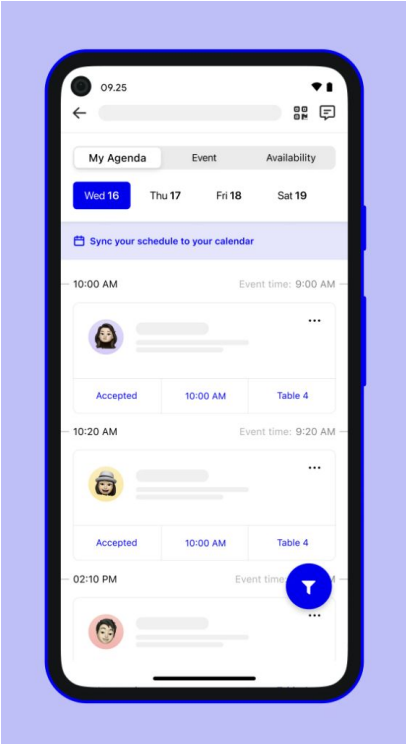 09.25
My Agenda Event Availability
Wed 16 Thu 17 Fri 18 Sat 19
Sync your schedule to your calendar
10:00 AM Event time: 9:00 AM
Accepted 10:00 AM Table 4
10:20 AM Event time: 9:20 AM
Accepted 10:00 AM Table 4
02:10 PM Event time: